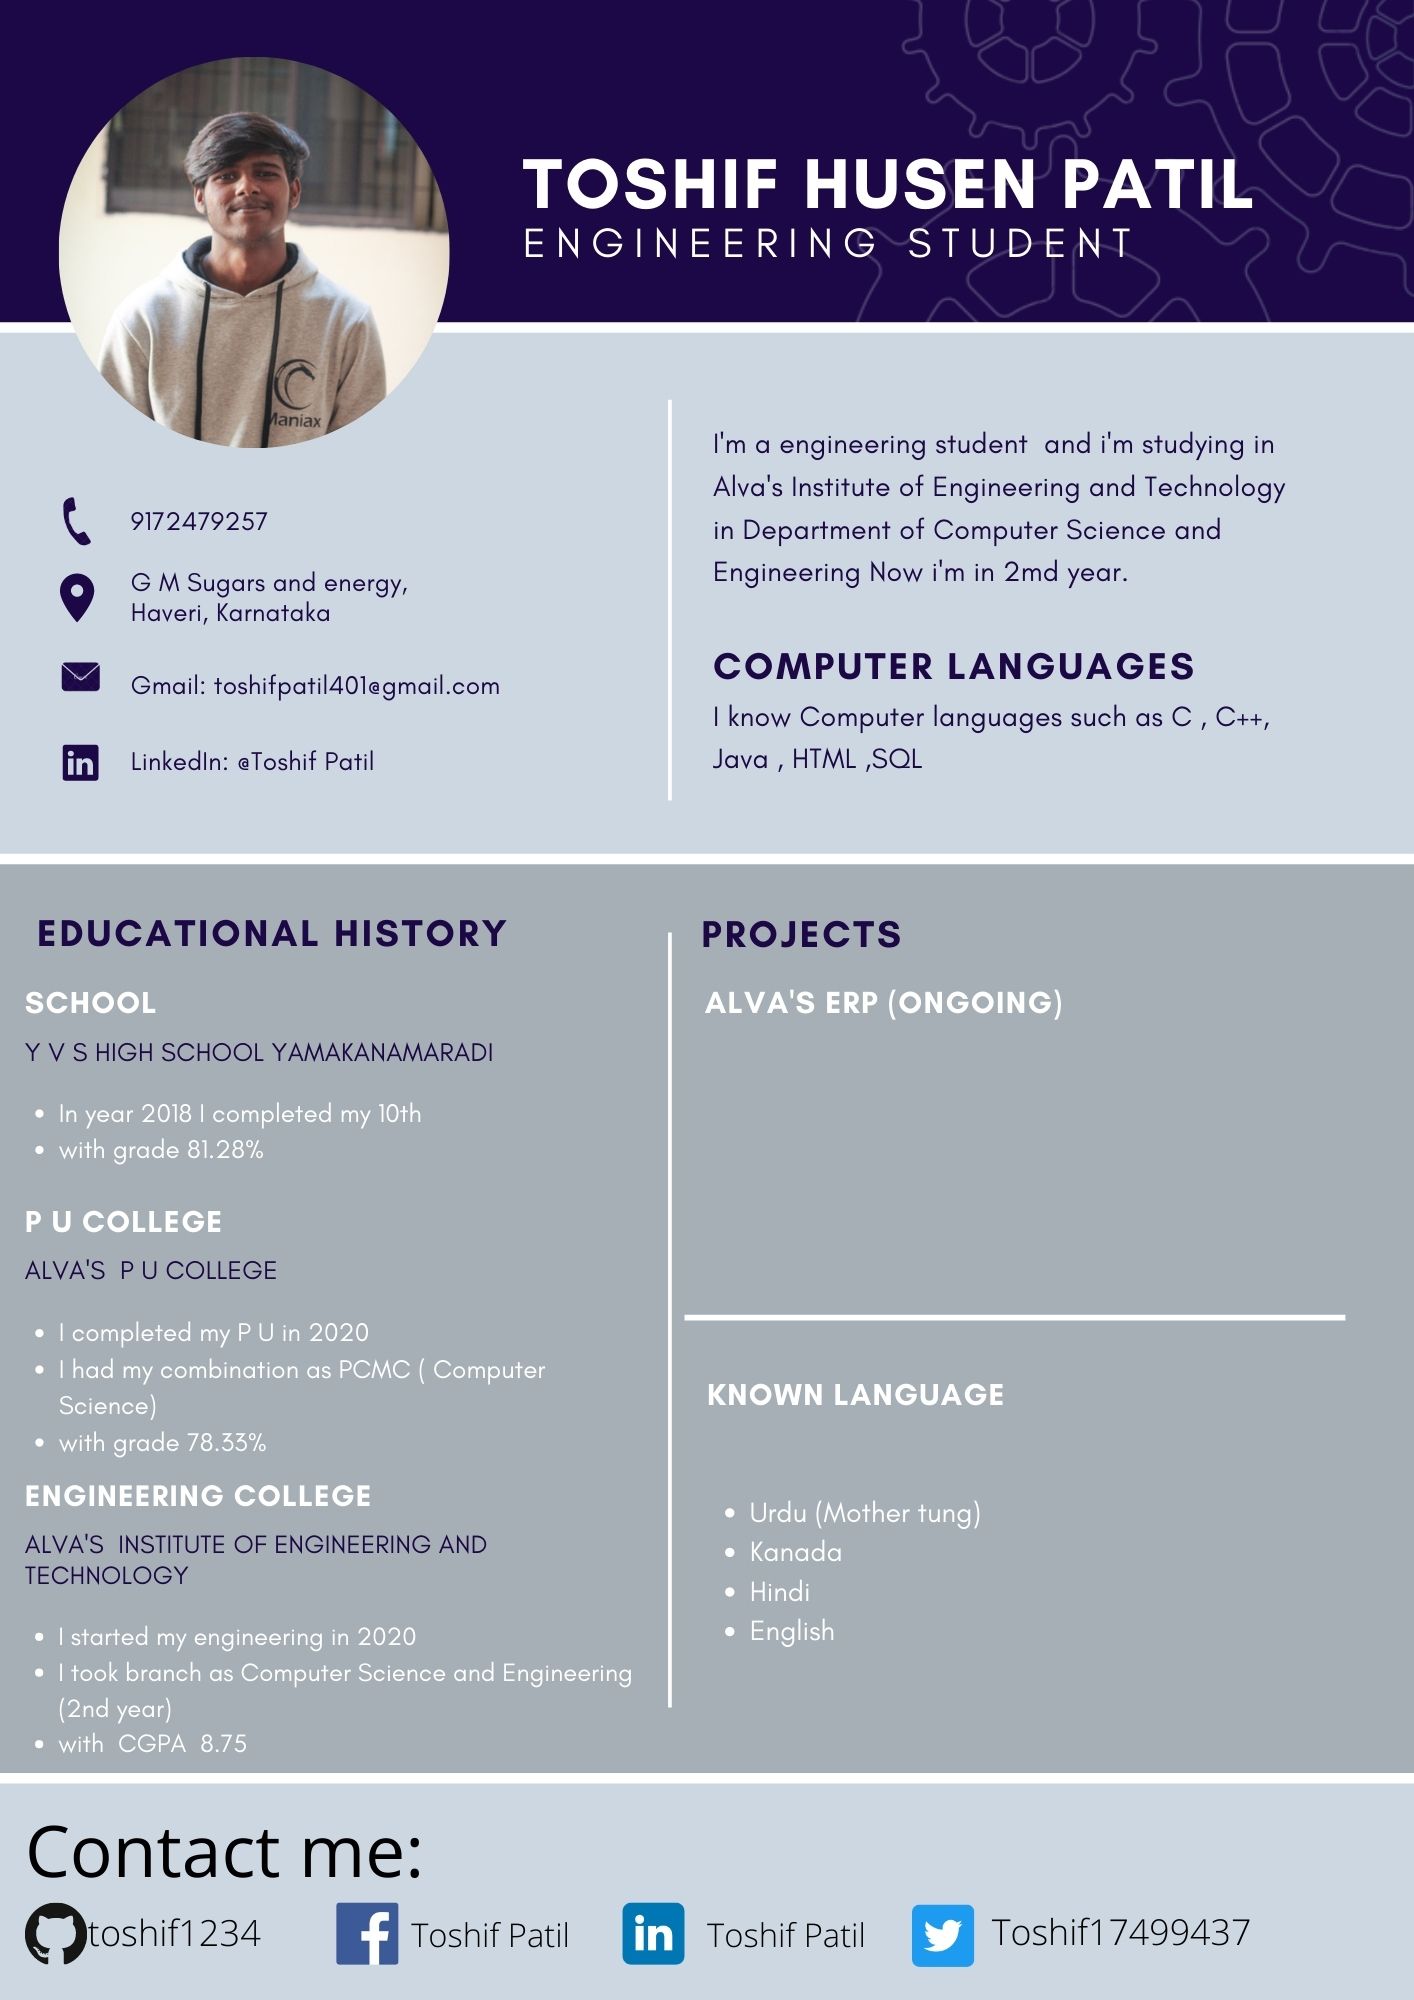 TOSHIF HUSEN PATIL
ENGINEERING STUDENT
Maniax
9172479257
G M Sugars and energy,
Haveri, Karnataka
Gmail: toshifpatil401@gmail.com
LinkedIn: @Toshif Patil
I'm a engineering student  and i'm studying in
Alva's Institute of Engineering and Technology
in Department of Computer Science and
Engineering Now i'm in 2md year.
COMPUTER LANGUAGES
I know Computer languages such as C , C++,
Java , HTML ,SQL
EDUCATIONAL HISTORY
SCHOOL
Y V S HIGH SCHOOL YAMAKANAMARADI
• In year 2018 I completed my 10th
• with grade 81.28%
P U COLLEGE
ALVA'S  P U COLLEGE
• I completed my P U in 2020
• I had my combination as PCMC ( Computer
Science)
• with grade 78.33%
ENGINEERING COLLEGE
ALVA'S  INSTITUTE OF ENGINEERING AND
TECHNOLOGY
• I started my engineering in 2020
• I took branch as Computer Science and Engineering
(2nd year)
• with  CGPA  8.75
PROJECTS
ALVA'S ERP (ONGOING)
KNOWN LANGUAGE
• Urdu (Mother tung)
• Kanada
• Hindi
• English
Contact me:
toshif1234
Toshif Patil
Toshif Patil
Toshif17499437